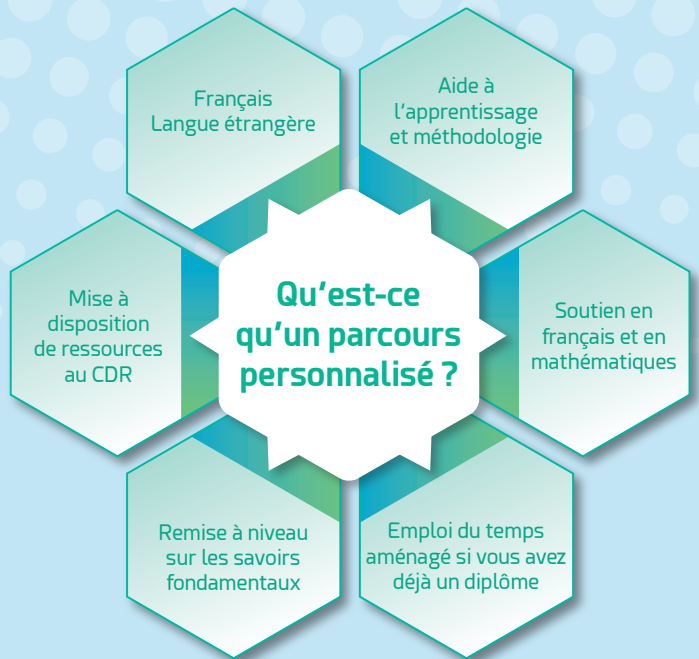 Français
Langue étrangère
Aide à
l'apprentissage
et méthodologie
Qu'est-ce
qu'un parcours
personnalisé ?
Mise à
disposition
de ressources
au CDR
Soutien en
français et en
mathématiques
Remise à niveau
sur les savoirs
fondamentaux
Emploi du temps
aménagé si vous avez
déjà un diplôme